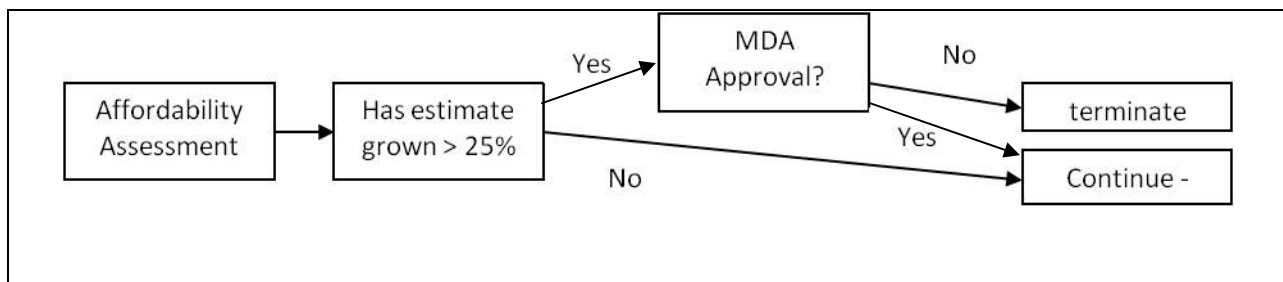 Affordability
Assessment
Has estimate
grown > 25%
Yes
No
MDA
Approval?
No
Yes
terminate
Continue -